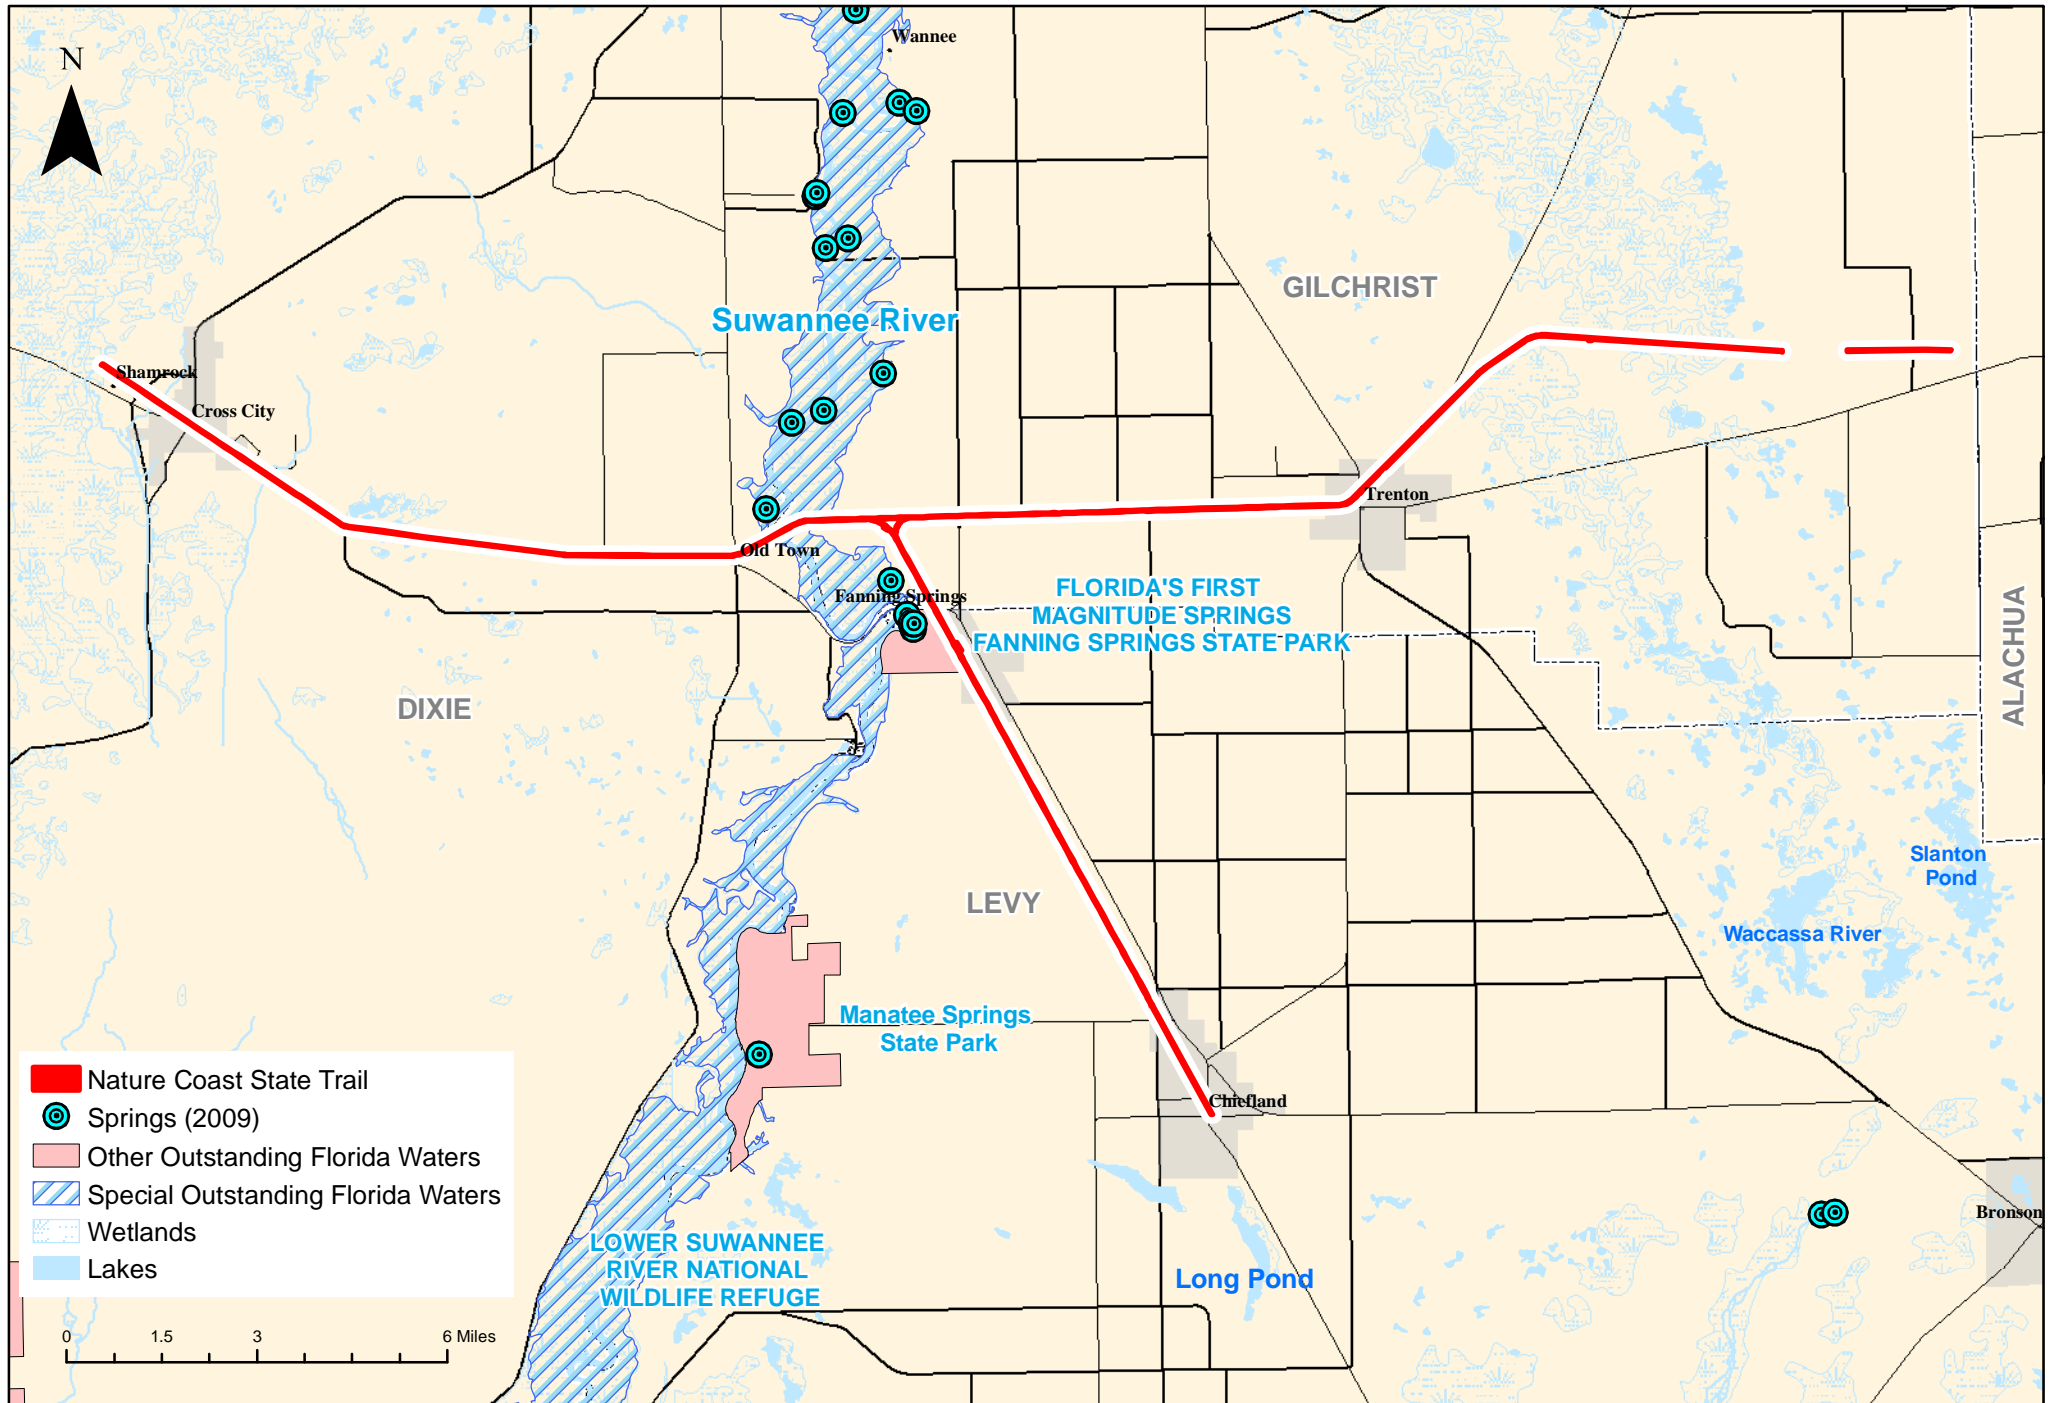 Wannee
N
GILCHRIST
Suwannee River
Shamrock
Cross City
Trenton
Old Town
FLORIDA'S FIRST
MAGNITUDE SPRINGS
FANNING SPRINGS STATE PARK
Fanning Springs
ALACHUA
DIXIE
Slanton
Pond
LEVY
Waccassa River
Manatee Springs
State Park
Nature Coast State Trail
Springs (2009)
Other Outstanding Florida Waters
Special Outstanding Florida Waters
Wetlands
Lakes
Chiefland
Bronson
LOWER SUWANNEE
RIVER NATIONAL
WILDLIFE REFUGE
Long Pond
0 1.5 3 6 Miles